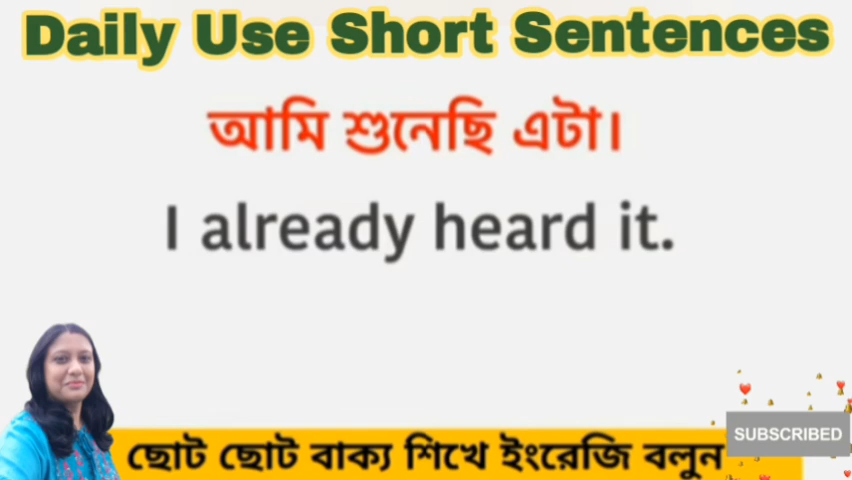 Daily Use Short Sentences
আমি শুনেছি এটা।
I already heard it.
ছোট ছোট বাক্য শিখে ইংরেজি বলুন
SUBSCRIBED